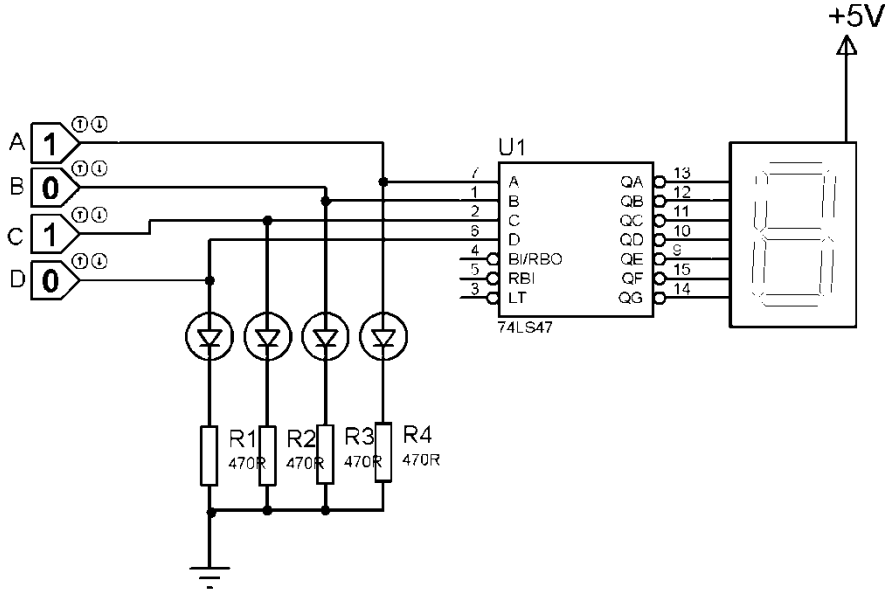 +5V
A 1
B 0
C 1
D 0
U1
7 A QA 13
1 B QB 12
2 C QC 11
6 D QD 10
4 BI/RBO QE 9
5 RBI QF 15
3 LT QG 14
74LS47
R1 R2 R3 R4
470R 470R 470R 470R